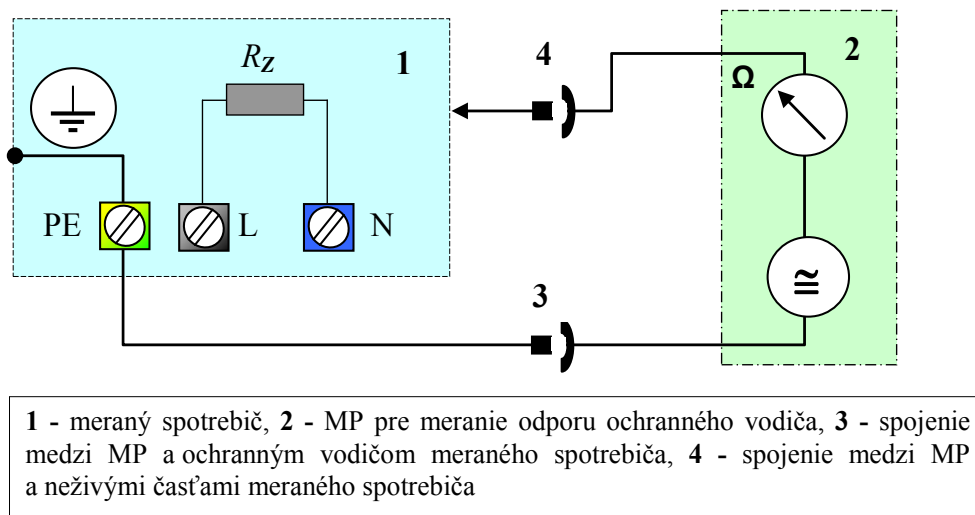 R_Z
1
4
2
Ω
PE
L
N
≅
3
1 - meraný spotrebič, 2 - MP pre meranie odporu ochranného vodiča, 3 - spojenie
medzi MP a ochranným vodičom meraného spotrebiča, 4 - spojenie medzi MP
a neživými časťami meraného spotrebiča